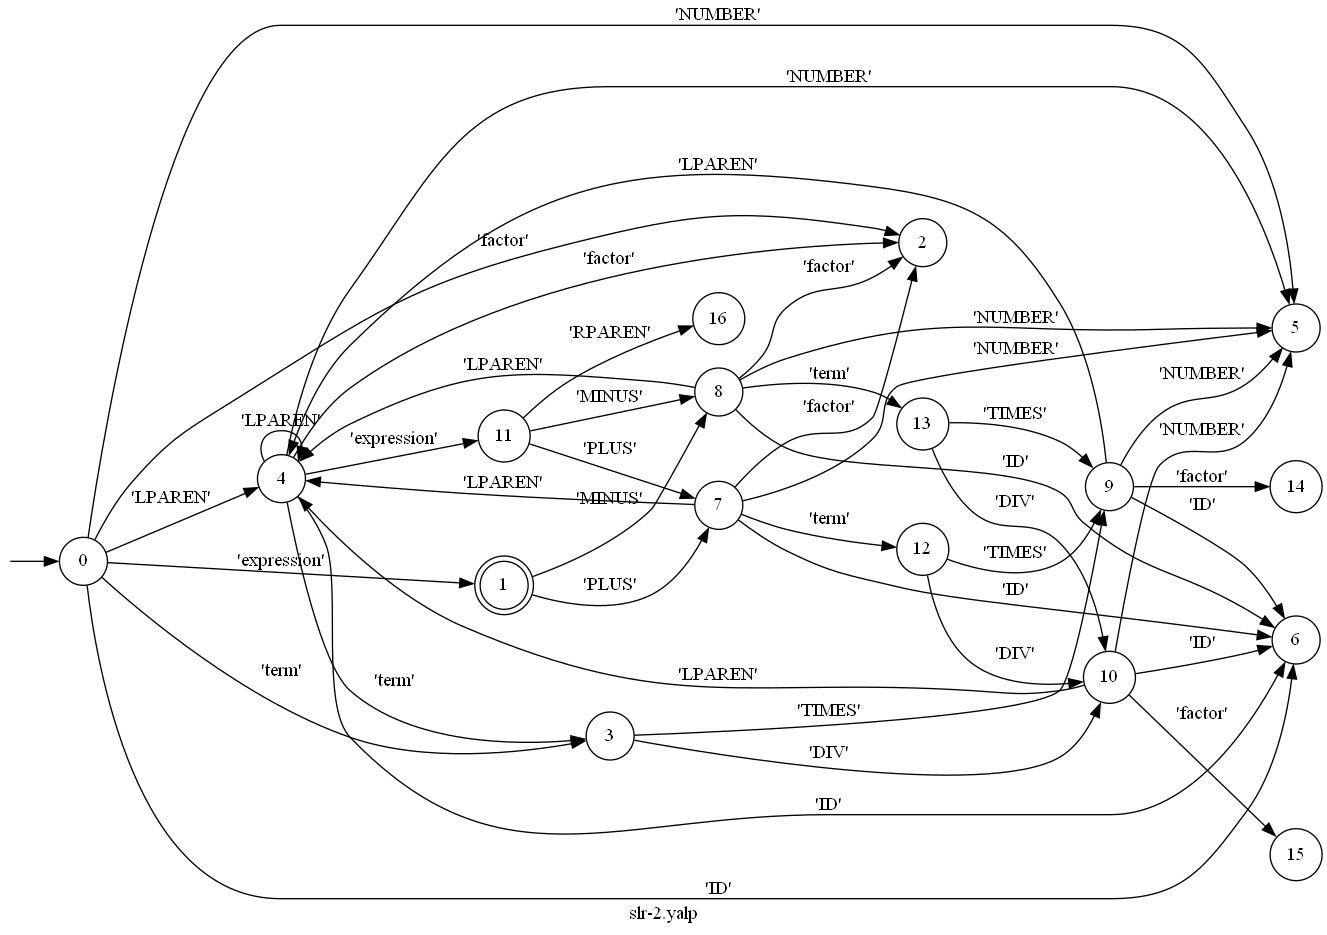 'NUMBER'
'NUMBER'
'LPAREN'
'factor'
2
'factor'
'factor'
16
'NUMBER'
5
'RPAREN'
'NUMBER'
'LPAREN'
'term'
'NUMBER'
8
'MINUS'
'factor'
'LPAREN'
13
'TIMES'
'expression'
11
'NUMBER'
'PLUS'
'ID'
4
'factor'
'LPAREN'
9
14
'LPAREN'
'MINUS'
'DIV'
'ID'
7
'term'
12
'TIMES'
0
'expression'
1
'PLUS'
'ID'
6
'ID'
'DIV'
'term'
'term'
'LPAREN'
10
'TIMES'
'factor'
3
'DIV'
'ID'
15
'ID'
slr-2.yalp